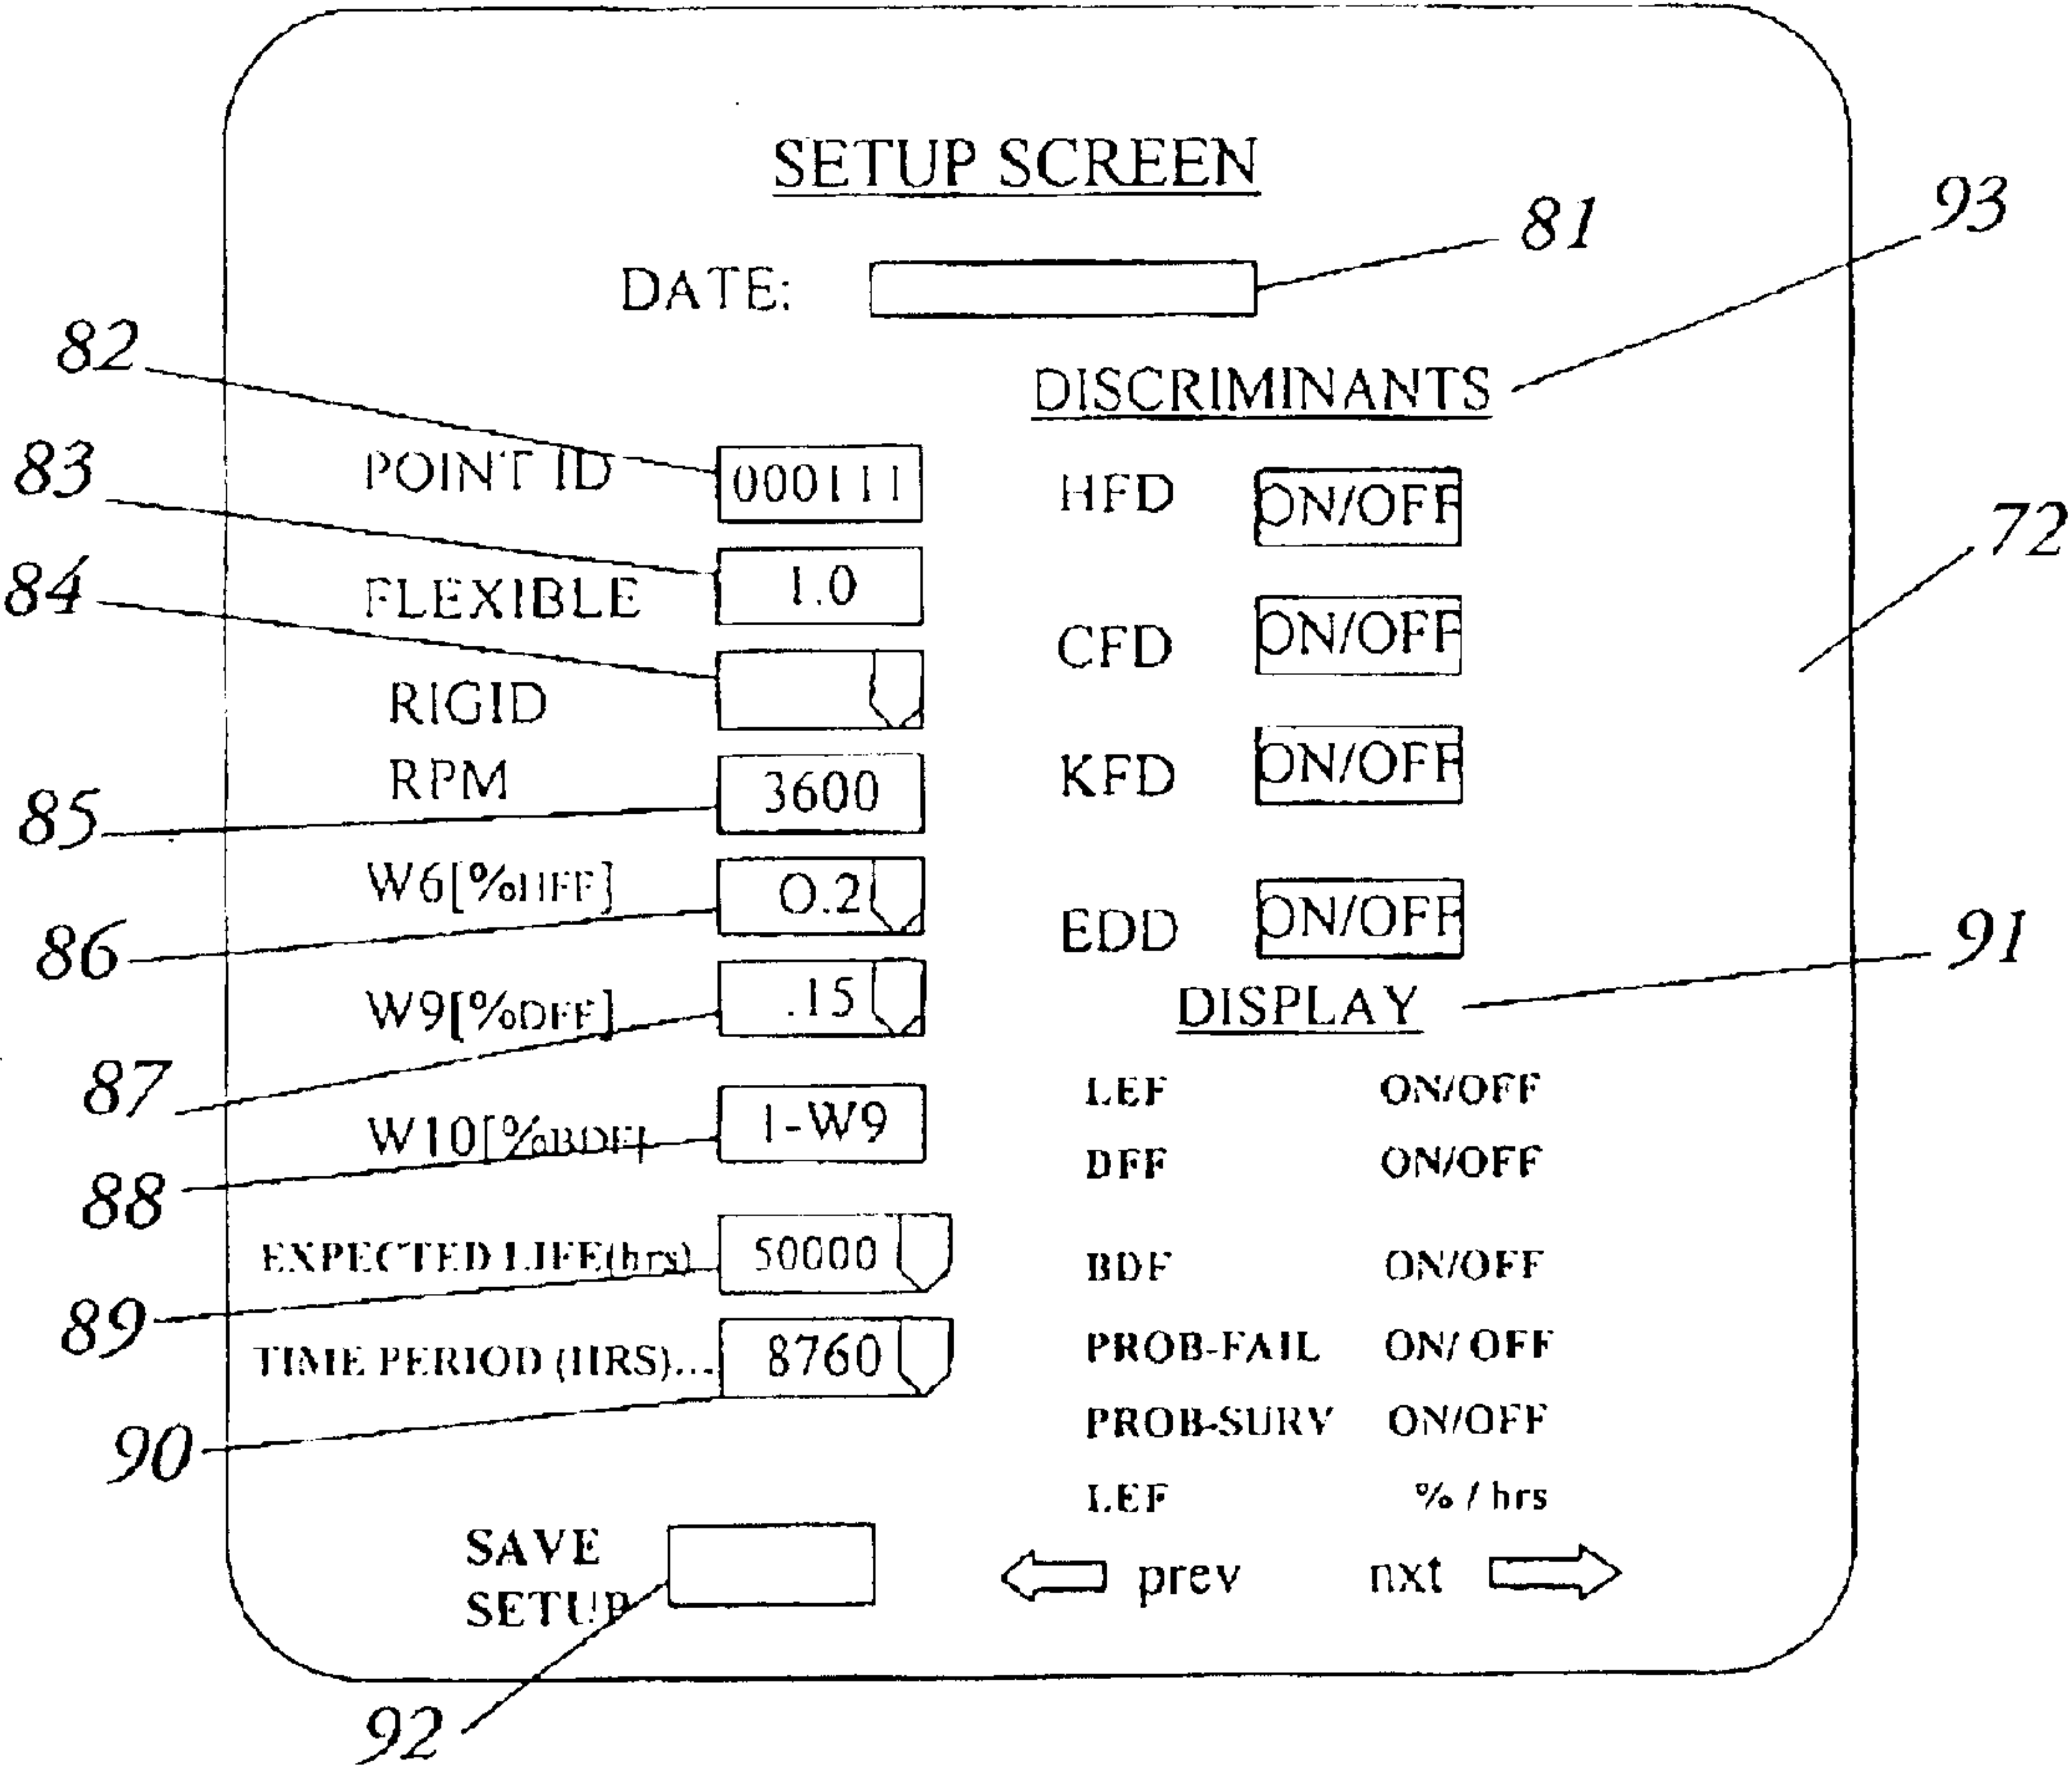 SETUP SCREEN
81
93
DATE:
82
DISCRIMINANTS
83
POINT ID 000111
HFD ON/OFF
72
84
FLEXIBLE 1.0
CFD ON/OFF
RIGID
RPM 3600
KFD ON/OFF
85
W6[%HFF] 0.2
EDD ON/OFF
91
86
W9[%DFF] .15
DISPLAY
87
LEF ON/OFF
W10[%BDF] 1-W9
DFF ON/OFF
88
EXPECTED LIFE(hrs) 50000
BDF ON/OFF
89
TIME PERIOD (HRS)... 8760
PROB-FAIL ON/OFF
90
PROB-SURV ON/OFF
LEF % / hrs
SAVE
SETUP
prev nxt
92